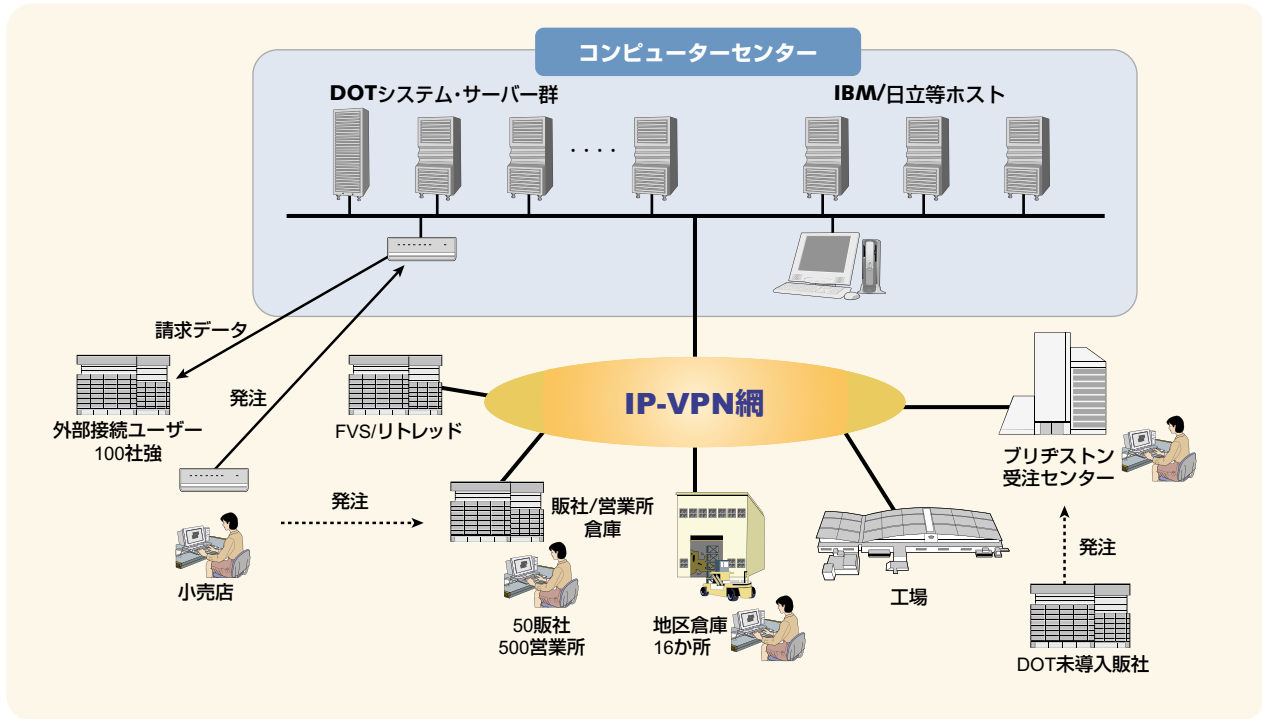 コンピューターセンター
DOTシステム・サーバー群
IBM/日立等ホスト
・・・・
請求データ
発注
外部接続ユーザー
100社強
FVS/リトレッド
IP-VPN網
ブリヂストン
受注センター
発注
販社/営業所
倉庫
小売店
50販社
500営業所
地区倉庫
16か所
工場
発注
DOT未導入販社